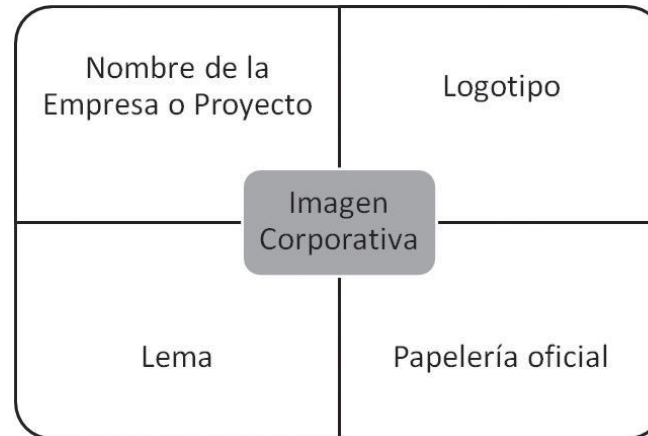 Nombre de la
Empresa o Proyecto
Logotipo
Imagen
Corporativa
Lema
Papelería oficial